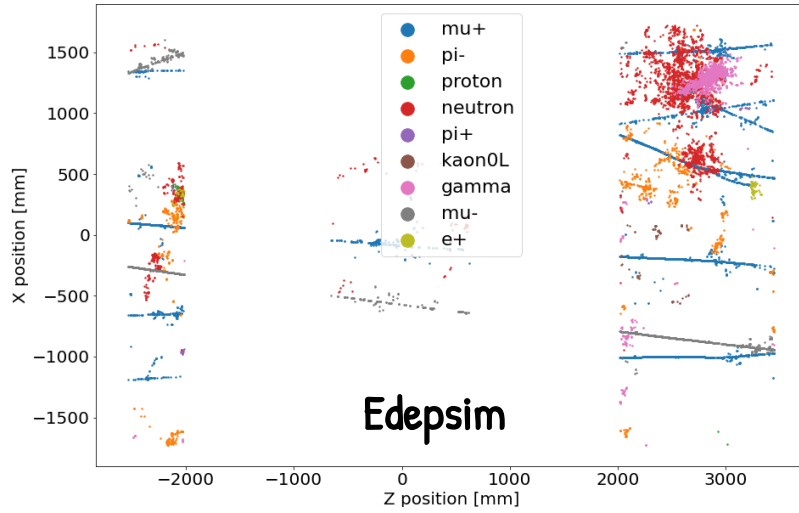 mu+
pi-
proton
neutron
pi+
kaon0L
gamma
mu-
e+
1500
1000
500
0
−500
−1000
−1500
X position [mm]
−2000
−1000
0
1000
2000
3000
Z position [mm]
Edepsim